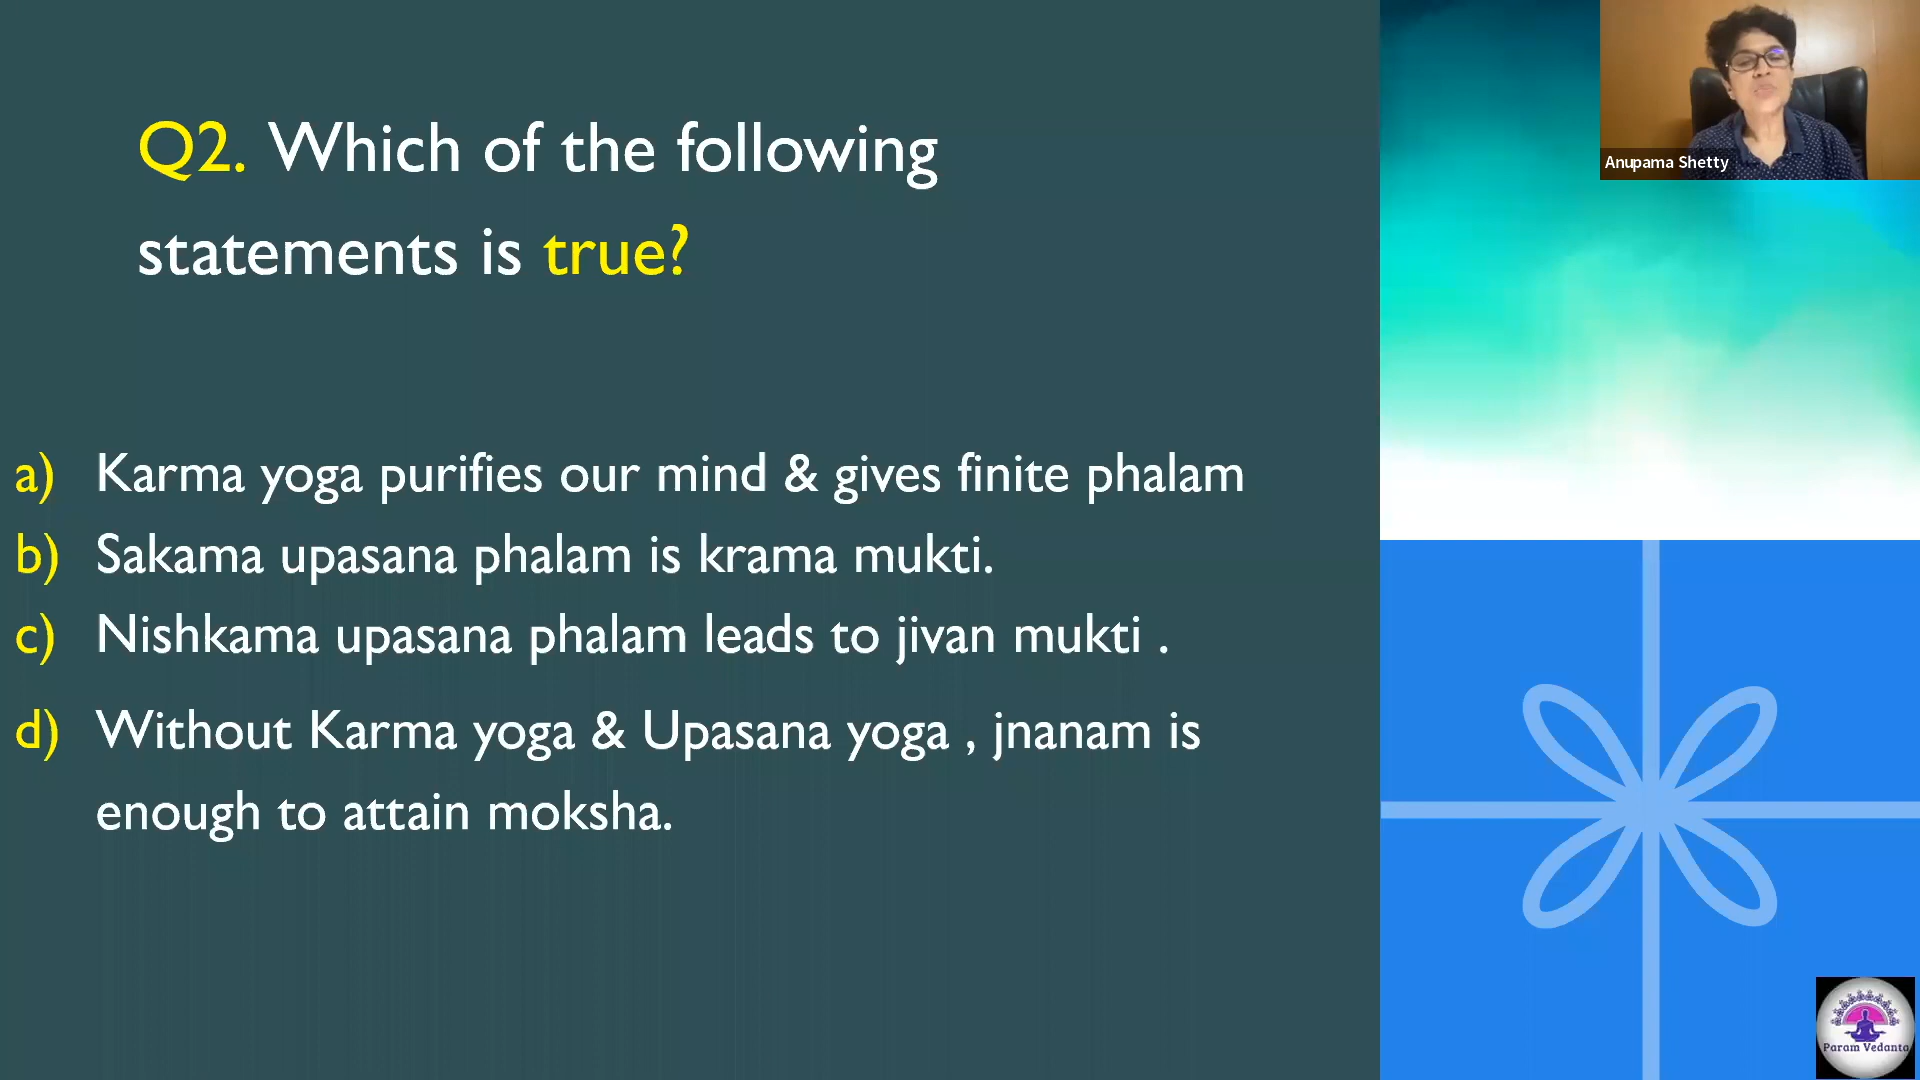 Q2. Which of the following
statements is true?
a) Karma yoga purifies our mind & gives finite phalam
b) Sakama upasana phalam is krama mukti.
c) Nishkama upasana phalam leads to jivan mukti .
d) Without Karma yoga & Upasana yoga , jnanam is
enough to attain moksha.
Anupama Shetty
Param Vedanta